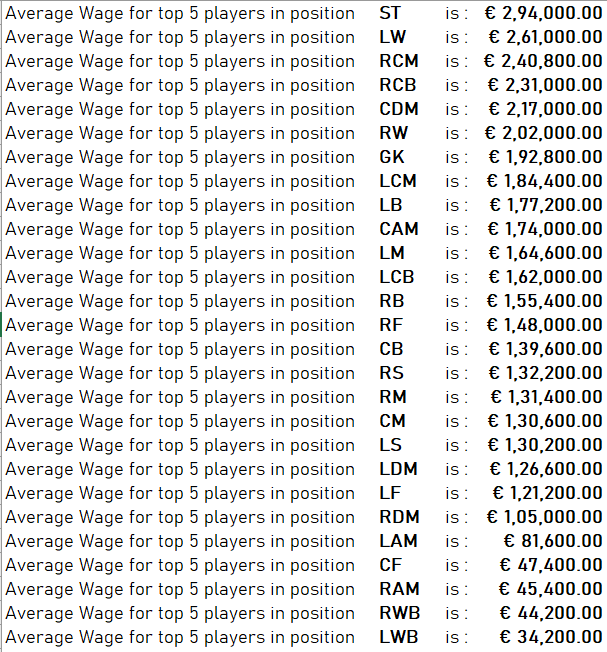 Average Wage for top 5 players in position ST is : € 2,94,000.00
Average Wage for top 5 players in position LW is : € 2,61,000.00
Average Wage for top 5 players in position RCM is : € 2,40,800.00
Average Wage for top 5 players in position RCB is : € 2,31,000.00
Average Wage for top 5 players in position CDM is : € 2,17,000.00
Average Wage for top 5 players in position RW is : € 2,02,000.00
Average Wage for top 5 players in position GK is : € 1,92,800.00
Average Wage for top 5 players in position LCM is : € 1,84,400.00
Average Wage for top 5 players in position LB is : € 1,77,200.00
Average Wage for top 5 players in position CAM is : € 1,74,000.00
Average Wage for top 5 players in position LM is : € 1,64,600.00
Average Wage for top 5 players in position LCB is : € 1,62,000.00
Average Wage for top 5 players in position RB is : € 1,55,400.00
Average Wage for top 5 players in position RF is : € 1,48,000.00
Average Wage for top 5 players in position CB is : € 1,39,600.00
Average Wage for top 5 players in position RS is : € 1,32,200.00
Average Wage for top 5 players in position RM is : € 1,31,400.00
Average Wage for top 5 players in position CM is : € 1,30,600.00
Average Wage for top 5 players in position LS is : € 1,30,200.00
Average Wage for top 5 players in position LDM is : € 1,26,600.00
Average Wage for top 5 players in position LF is : € 1,21,200.00
Average Wage for top 5 players in position RDM is : € 1,05,000.00
Average Wage for top 5 players in position LAM is : € 81,600.00
Average Wage for top 5 players in position CF is : € 47,400.00
Average Wage for top 5 players in position RAM is : € 45,400.00
Average Wage for top 5 players in position RWB is : € 44,200.00
Average Wage for top 5 players in position LWB is : € 34,200.00